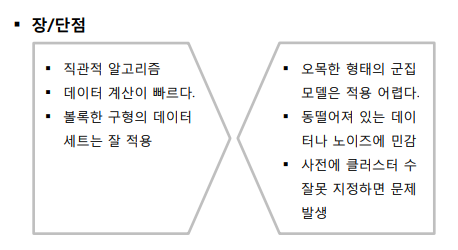 ▪ 장/단점
▪ 직관적 알고리즘
▪ 데이터 계산이 빠르다.
▪ 볼록한 구형의 데이터
세트는 잘 적용
▪ 오목한 형태의 군집
모델은 적용 어렵다.
▪ 동떨어져 있는 데이
터나 노이즈에 민감
▪ 사전에 클러스터 수
잘못 지정하면 문제
발생